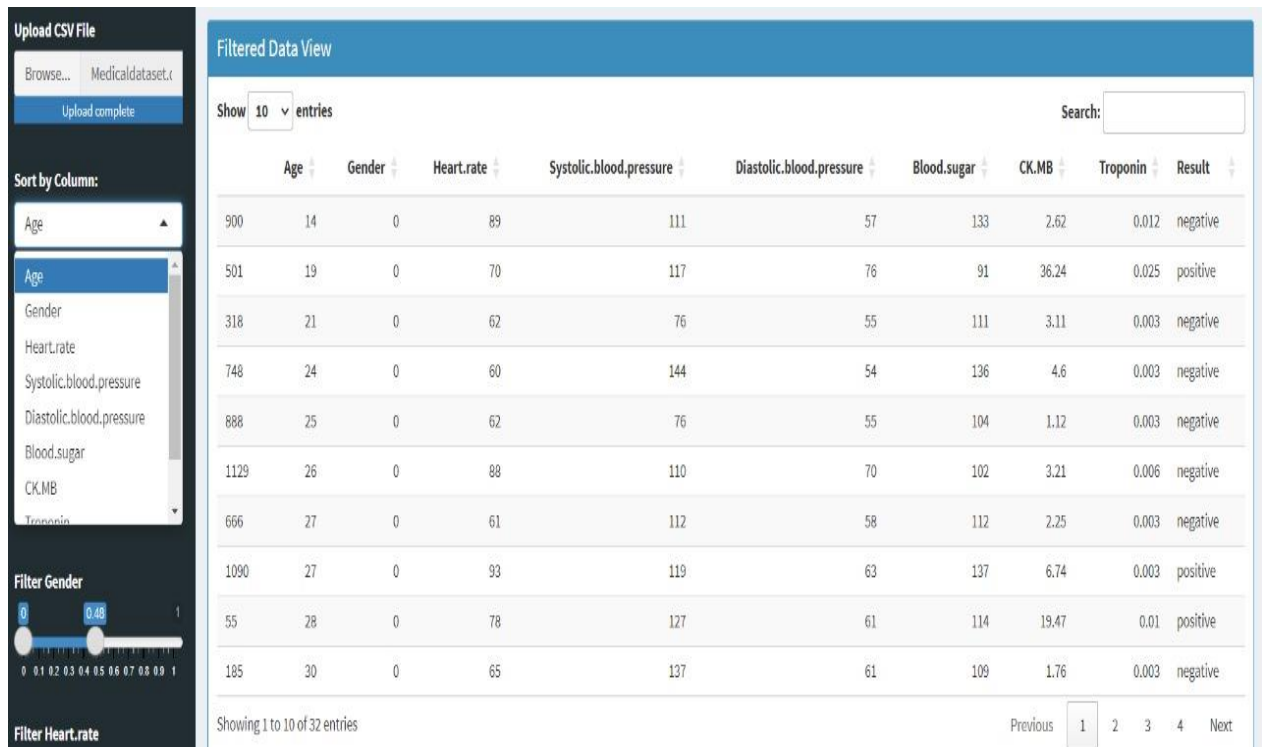 Upload CSV File
Browse... Medicaldataset.c
Upload complete
Sort by Column:
Age
Age
Gender
Heart.rate
Systolic.blood.pressure
Diastolic.blood.pressure
Blood.sugar
CK.MB
Troponin
Filter Gender
0 0.48 1
0 0.1 0.2 0.3 0.4 0.5 0.6 0.7 0.8 0.9 1
Filter Heart.rate
Filtered Data View
Show 10 entries Search:
Age Gender Heart.rate Systolic.blood.pressure Diastolic.blood.pressure Blood.sugar CK.MB Troponin Result
900 14 0 89 111 57 133 2.62 0.012 negative
501 19 0 70 117 76 91 36.24 0.025 positive
318 21 0 62 76 55 111 3.11 0.003 negative
748 24 0 60 144 54 136 4.6 0.003 negative
888 25 0 62 76 55 104 1.12 0.003 negative
1129 26 0 88 110 70 102 3.21 0.006 negative
666 27 0 61 112 58 112 2.25 0.003 negative
1090 27 0 93 119 63 137 6.74 0.003 positive
55 28 0 78 127 61 114 19.47 0.01 positive
185 30 0 65 137 61 109 1.76 0.003 negative
Showing 1 to 10 of 32 entries Previous 1 2 3 4 Next